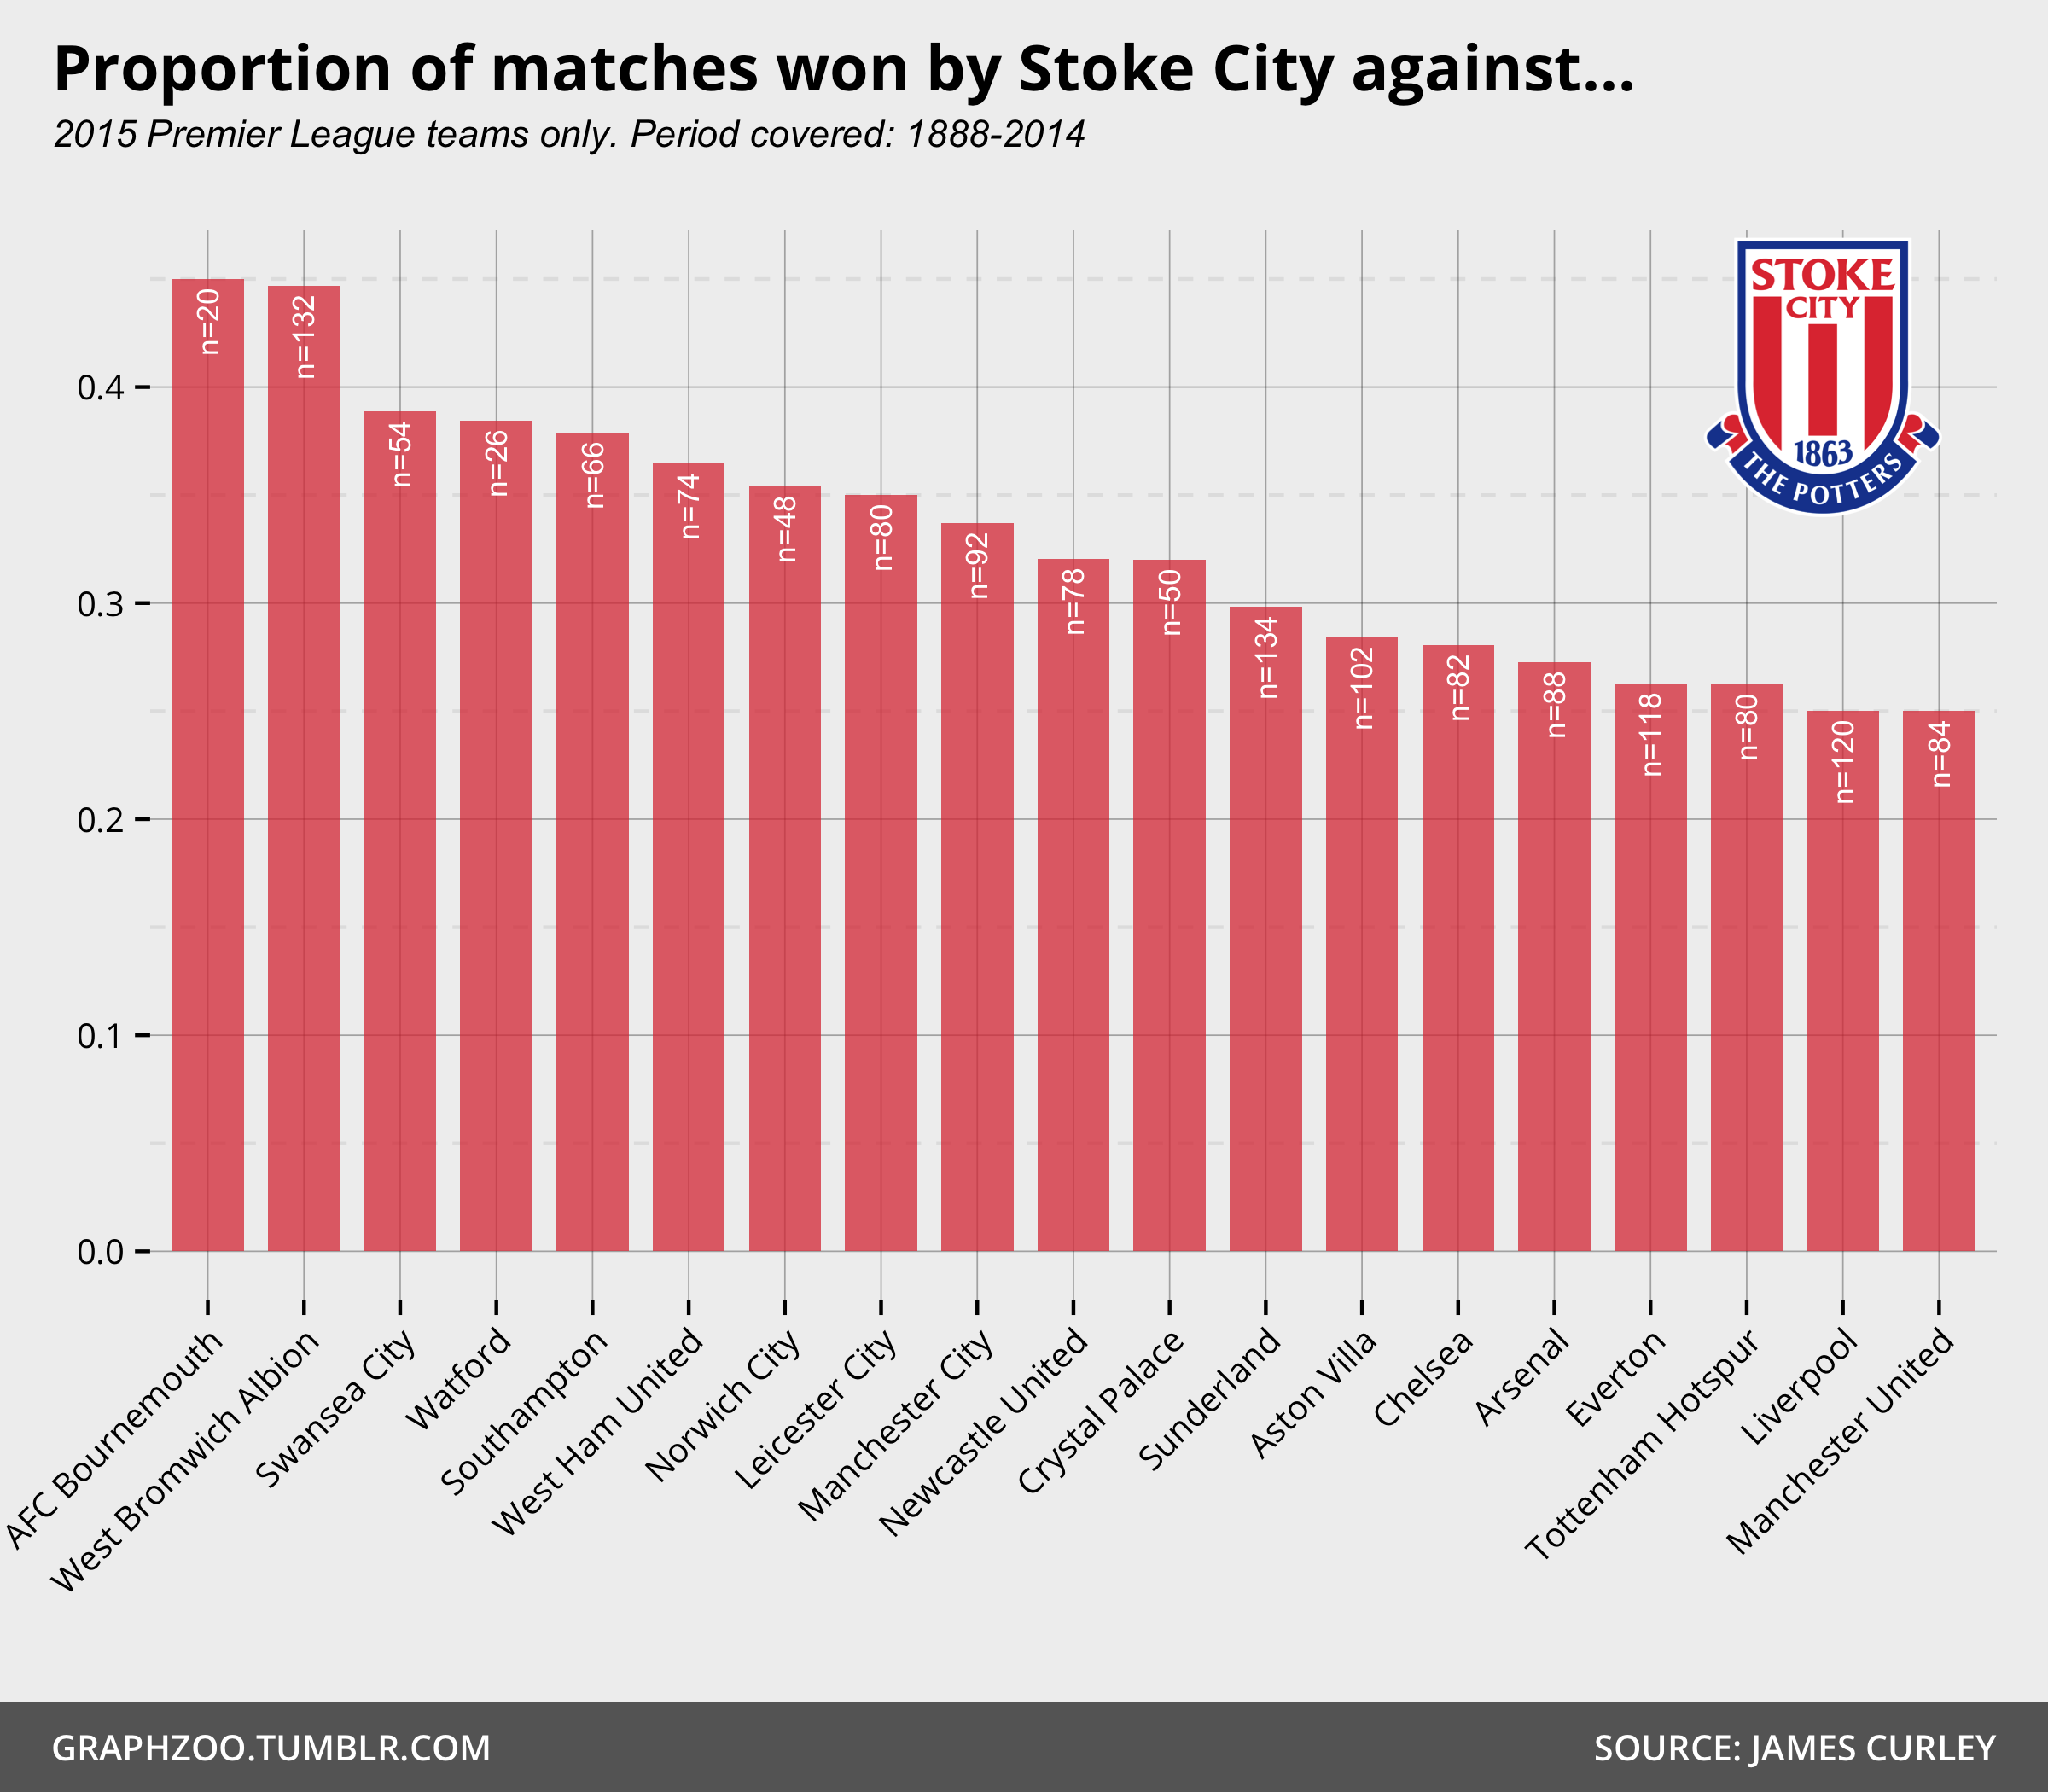 Proportion of matches won by Stoke City against...
2015 Premier League teams only. Period covered: 1888-2014
STOKE
CITY
1863
THE POTTERS
0.4
0.3
0.2
0.1
0.0
n=20
n=132
n=54
n=26
n=66
n=74
n=48
n=80
n=92
n=78
n=50
n=134
n=102
n=82
n=88
n=118
n=80
n=120
n=84
AFC Bournemouth
West Bromwich Albion
Swansea City
Watford
Southampton
West Ham United
Norwich City
Leicester City
Manchester City
Newcastle United
Crystal Palace
Sunderland
Aston Villa
Chelsea
Arsenal
Everton
Tottenham Hotspur
Liverpool
Manchester United
GRAPHZOO.TUMBLR.COM
SOURCE: JAMES CURLEY